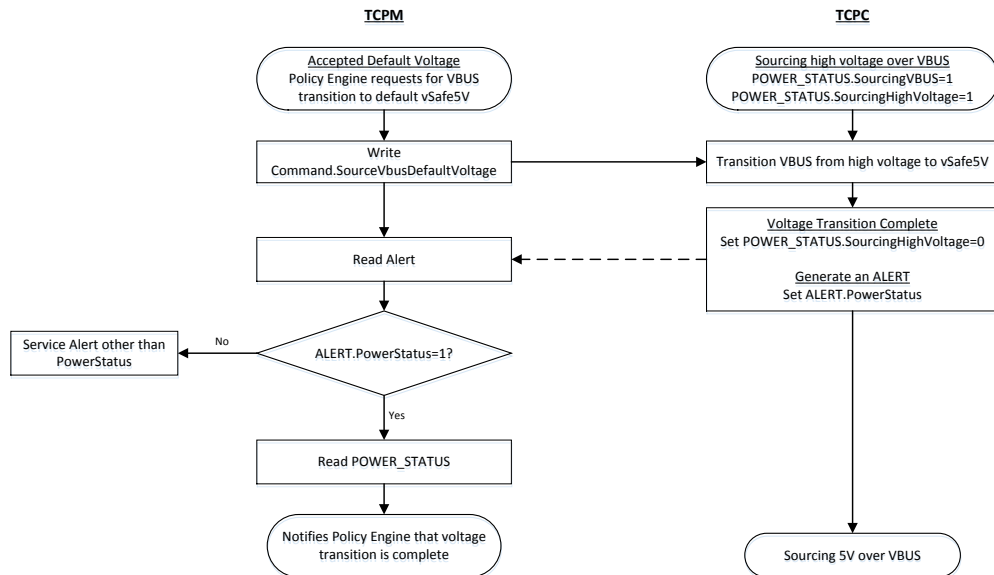 TCPM
TCPC
Accepted Default Voltage
Policy Engine requests for VBUS
transition to default vSafe5V
Sourcing high voltage over VBUS
POWER_STATUS.SourcingVBUS=1
POWER_STATUS.SourcingHighVoltage=1
Write
Command.SourceVbusDefaultVoltage
Transition VBUS from high voltage to vSafe5V
Voltage Transition Complete
Set POWER_STATUS.SourcingHighVoltage=0
Generate an ALERT
Set ALERT.PowerStatus
Read Alert
ALERT.PowerStatus=1?
No
Service Alert other than
PowerStatus
Yes
Read POWER_STATUS
Notifies Policy Engine that voltage
transition is complete
Sourcing 5V over VBUS